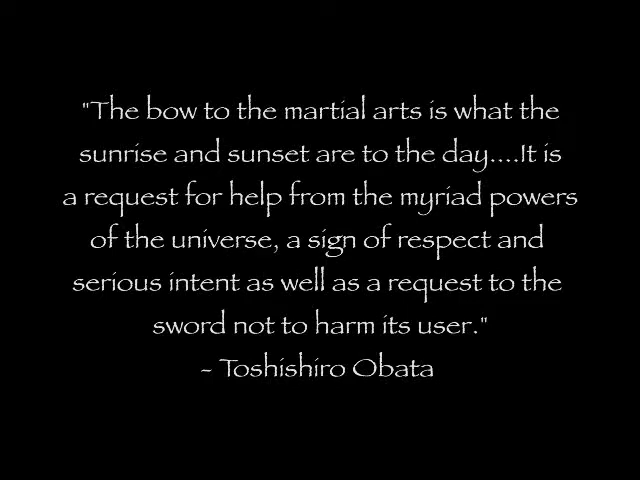 "The bow to the martial arts is what the
sunrise and sunset are to the day....It is
a request for help from the myriad powers
of the universe, a sign of respect and
serious intent as well as a request to the
sword not to harm its user."
- Toshishiro Obata